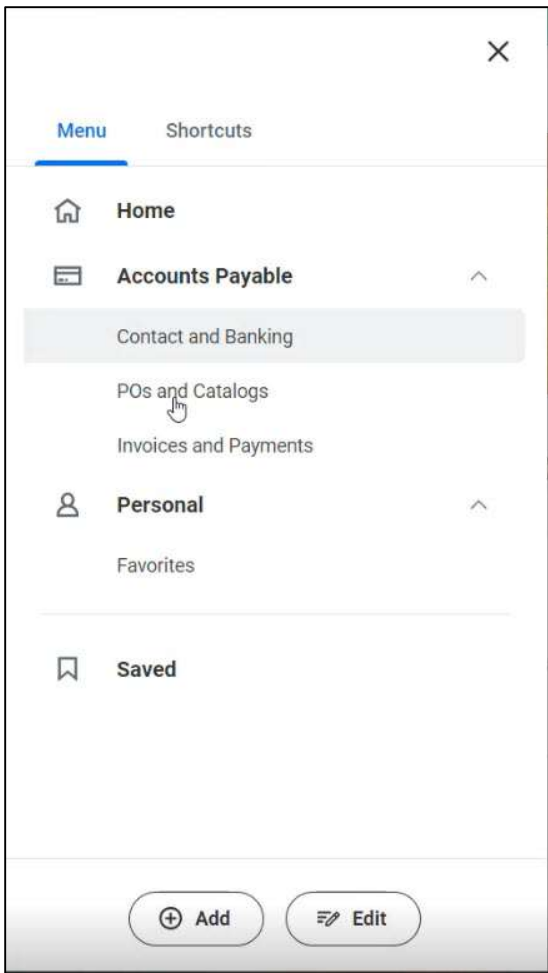 Menu Shortcuts
Home
Accounts Payable
Contact and Banking
POs and Catalogs
Invoices and Payments
Personal
Favorites
Saved
Add Edit